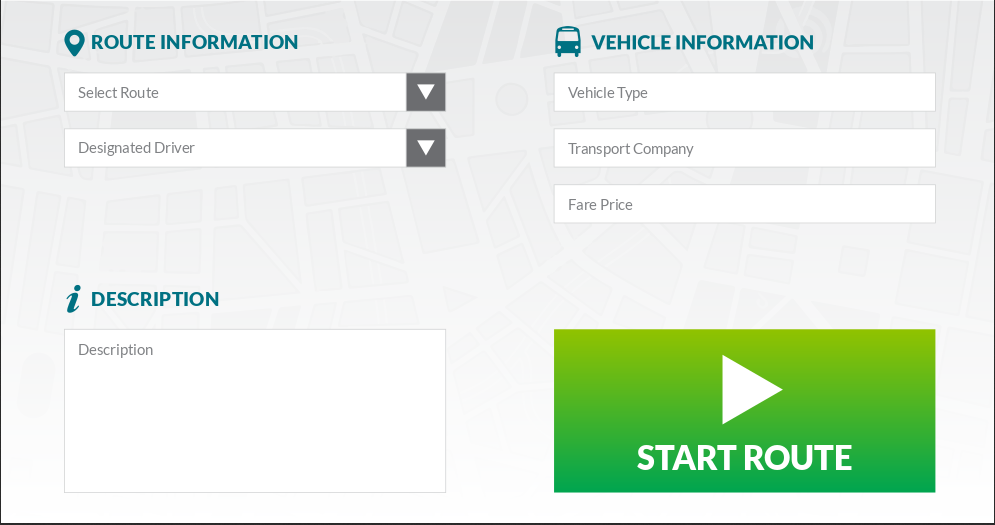 ROUTE INFORMATION
Select Route
Designated Driver
VEHICLE INFORMATION
Vehicle Type
Transport Company
Fare Price
DESCRIPTION
Description
START ROUTE